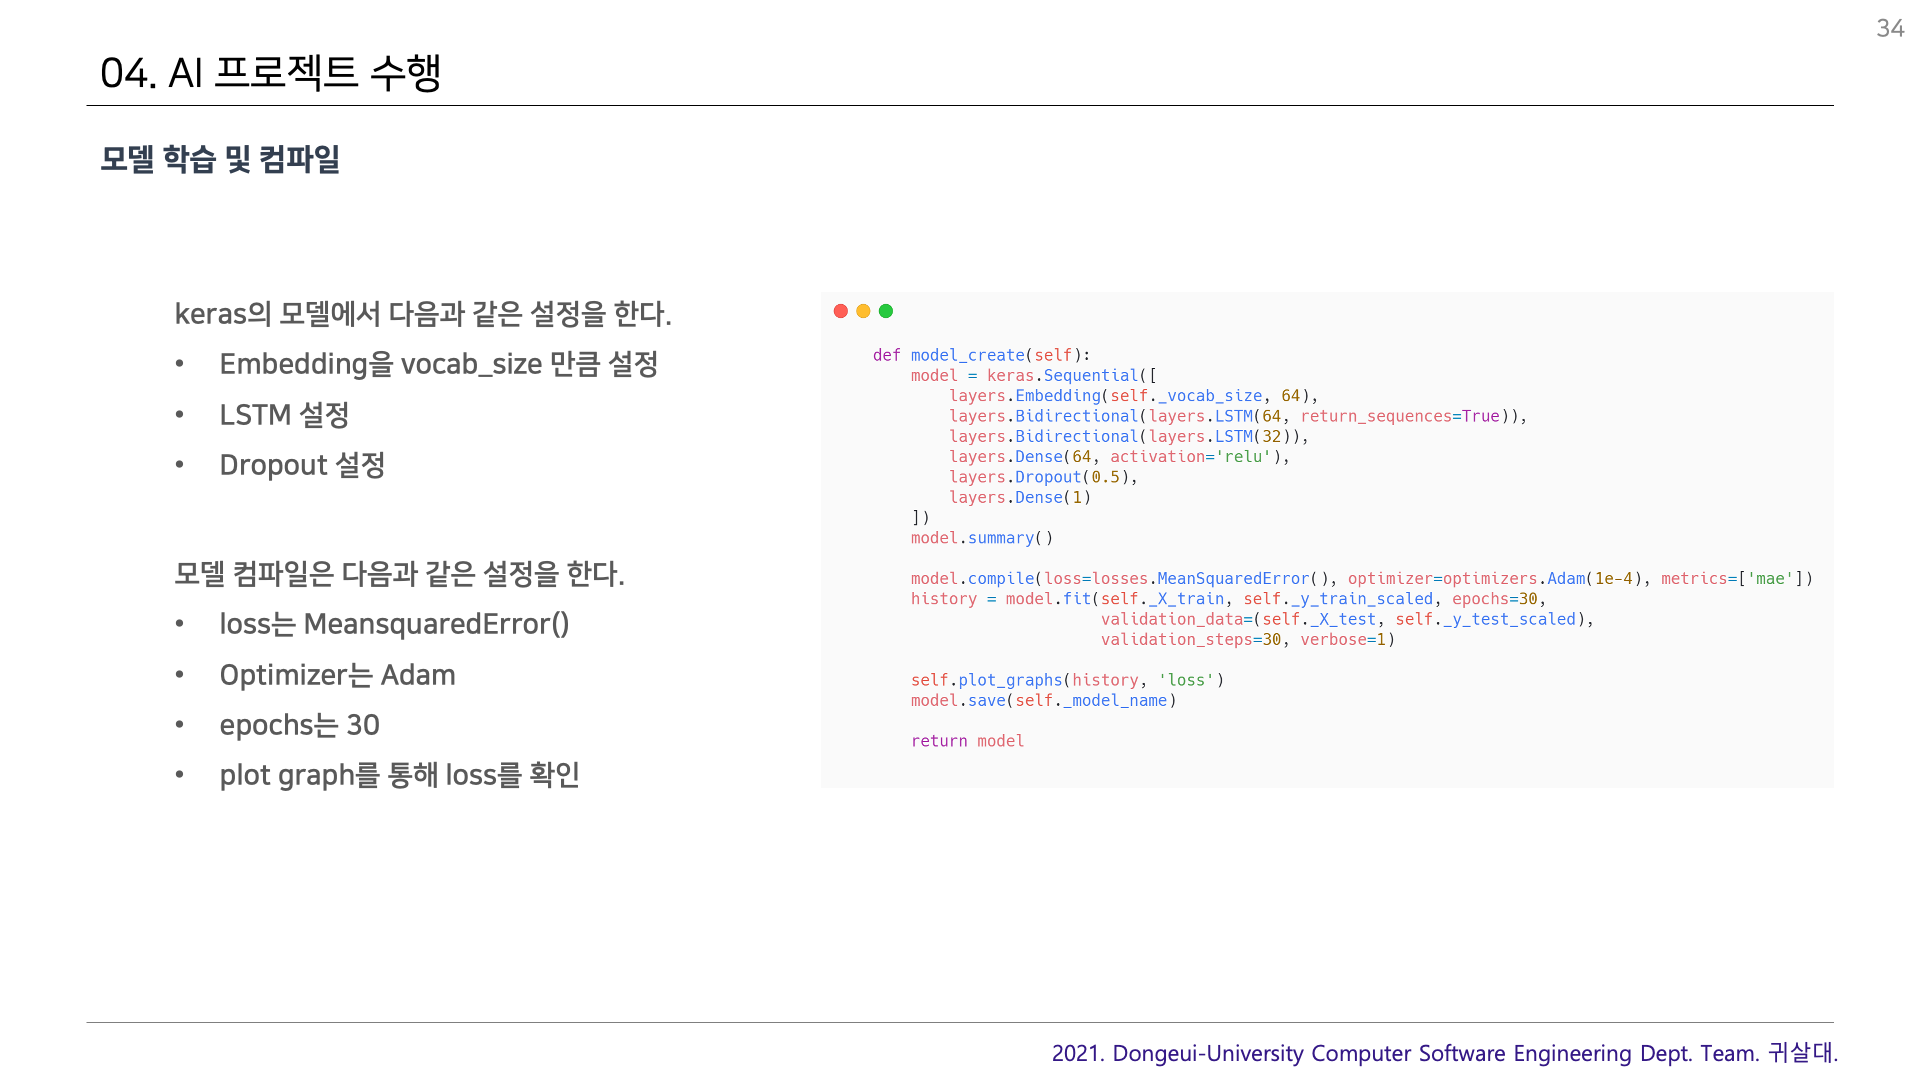 34
04. AI 프로젝트 수행
모델 학습 및 컴파일
keras의 모델에서 다음과 같은 설정을 한다.
• Embedding을 vocab_size 만큼 설정
• LSTM 설정
• Dropout 설정
모델 컴파일은 다음과 같은 설정을 한다.
• loss는 MeansquaredError()
• Optimizer는 Adam
• epochs는 30
• plot graph를 통해 loss를 확인
def model_create(self):
    model = keras.Sequential([
        layers.Embedding(self._vocab_size, 64),
        layers.Bidirectional(layers.LSTM(64, return_sequences=True)),
        layers.Bidirectional(layers.LSTM(32)),
        layers.Dense(64, activation='relu'),
        layers.Dropout(0.5),
        layers.Dense(1)
    ])
    model.summary()
    model.compile(loss=losses.MeanSquaredError(), optimizer=optimizers.Adam(1e-4), metrics=['mae'])
    history = model.fit(self._X_train, self._y_train_scaled, epochs=30,
                        validation_data=(self._X_test, self._y_test_scaled),
                        validation_steps=30, verbose=1)
    self.plot_graphs(history, 'loss')
    model.save(self._model_name)
    return model
2021. Dongeui-University Computer Software Engineering Dept. Team. 귀살대.